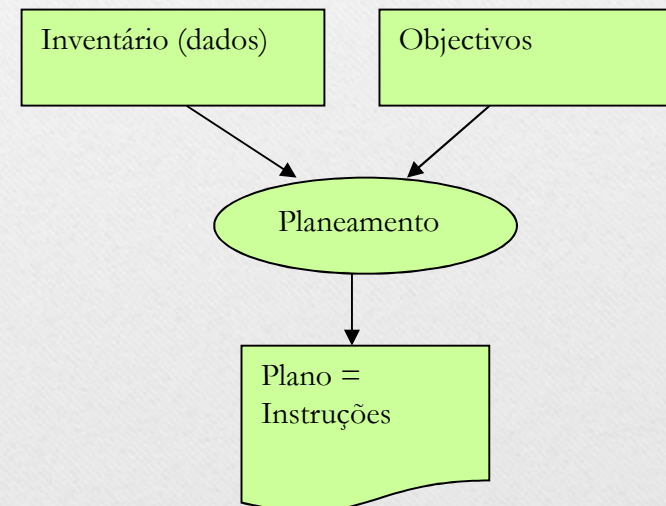 Inventário (dados)
Objectivos
Planeamento
Plano =
Instruções